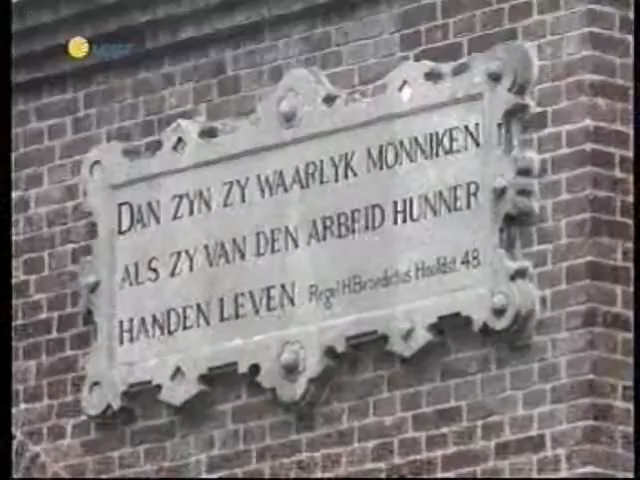 DAN ZYN ZY WAARLYK MONNIKEN
ALS ZY VAN DEN ARBEID HUNNER
HANDEN LEVEN Regel H.Benedictus Hoofdst. 48